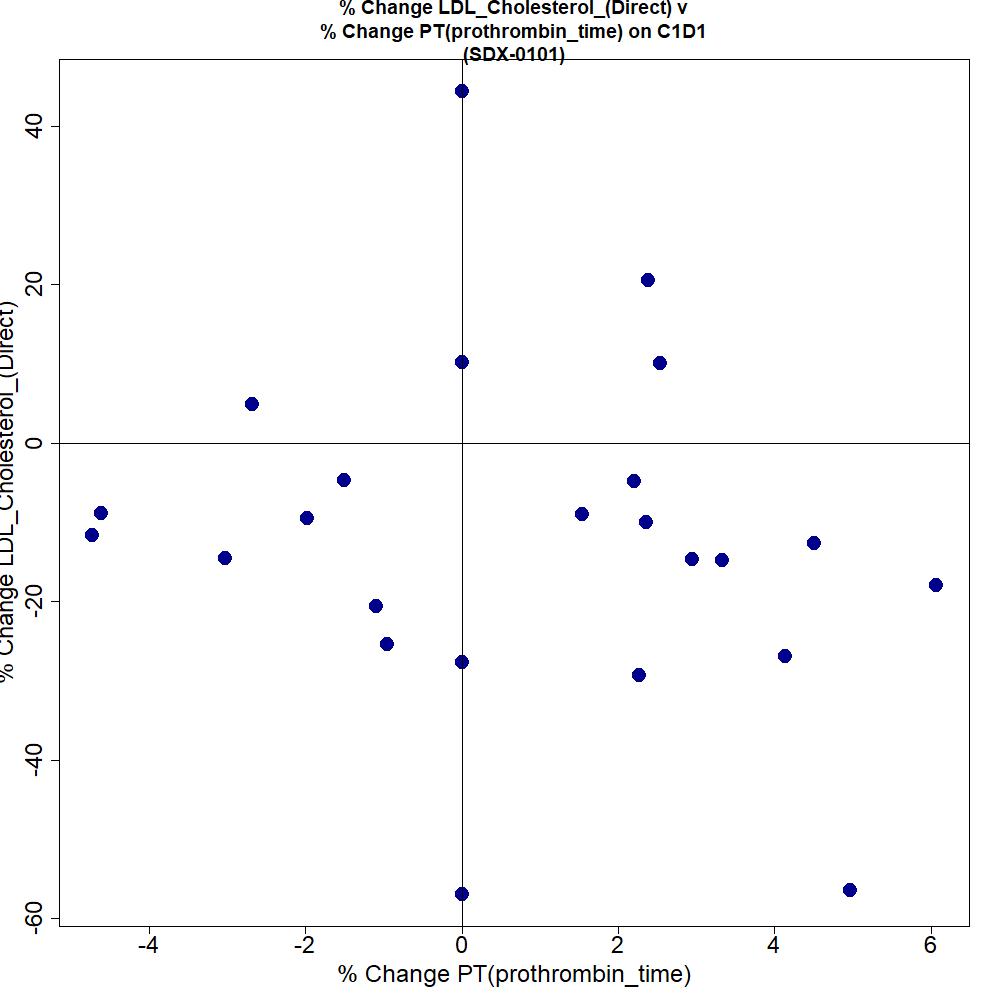 % Change LDL_Cholesterol_(Direct) v
% Change PT(prothrombin_time) on C1D1
(SDX-0101)
% Change LDL_Cholesterol_(Direct)
40
20
0
-20
-40
-60
-4
-2
0
2
4
6
% Change PT(prothrombin_time)